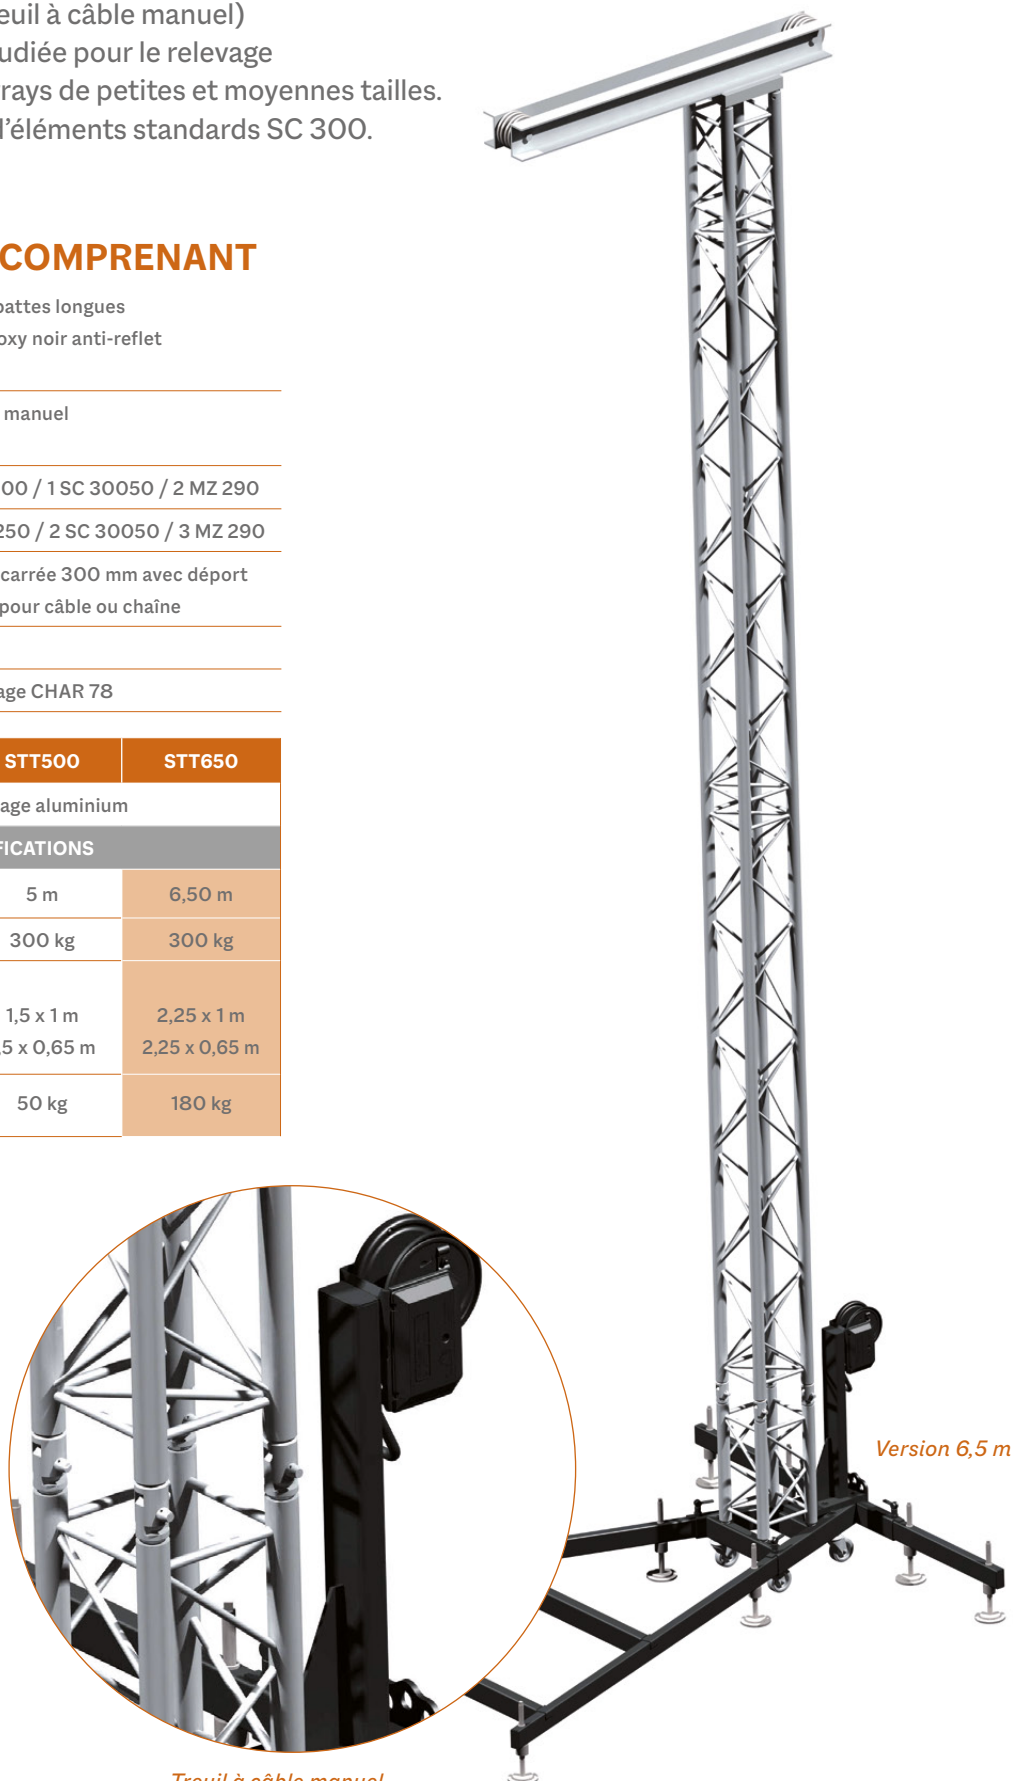 euil à câble manuel)
udiée pour le relevage
rays de petites et moyennes tailles.
l’éléments standards SC 300.
COMPRENANT
pattes longues
oxy noir anti-reflet
manuel
00 / 1 SC 30050 / 2 MZ 290
250 / 2 SC 30050 / 3 MZ 290
carrée 300 mm avec déport
pour câble ou chaîne
age CHAR 78
STT500 STT650
age aluminium
FICATIONS
5 m 6,50 m
300 kg 300 kg
1,5 x 1 m 2,25 x 1 m
,5 x 0,65 m 2,25 x 0,65 m
50 kg 180 kg
Version 6,5 m
Treuil à câble manuel